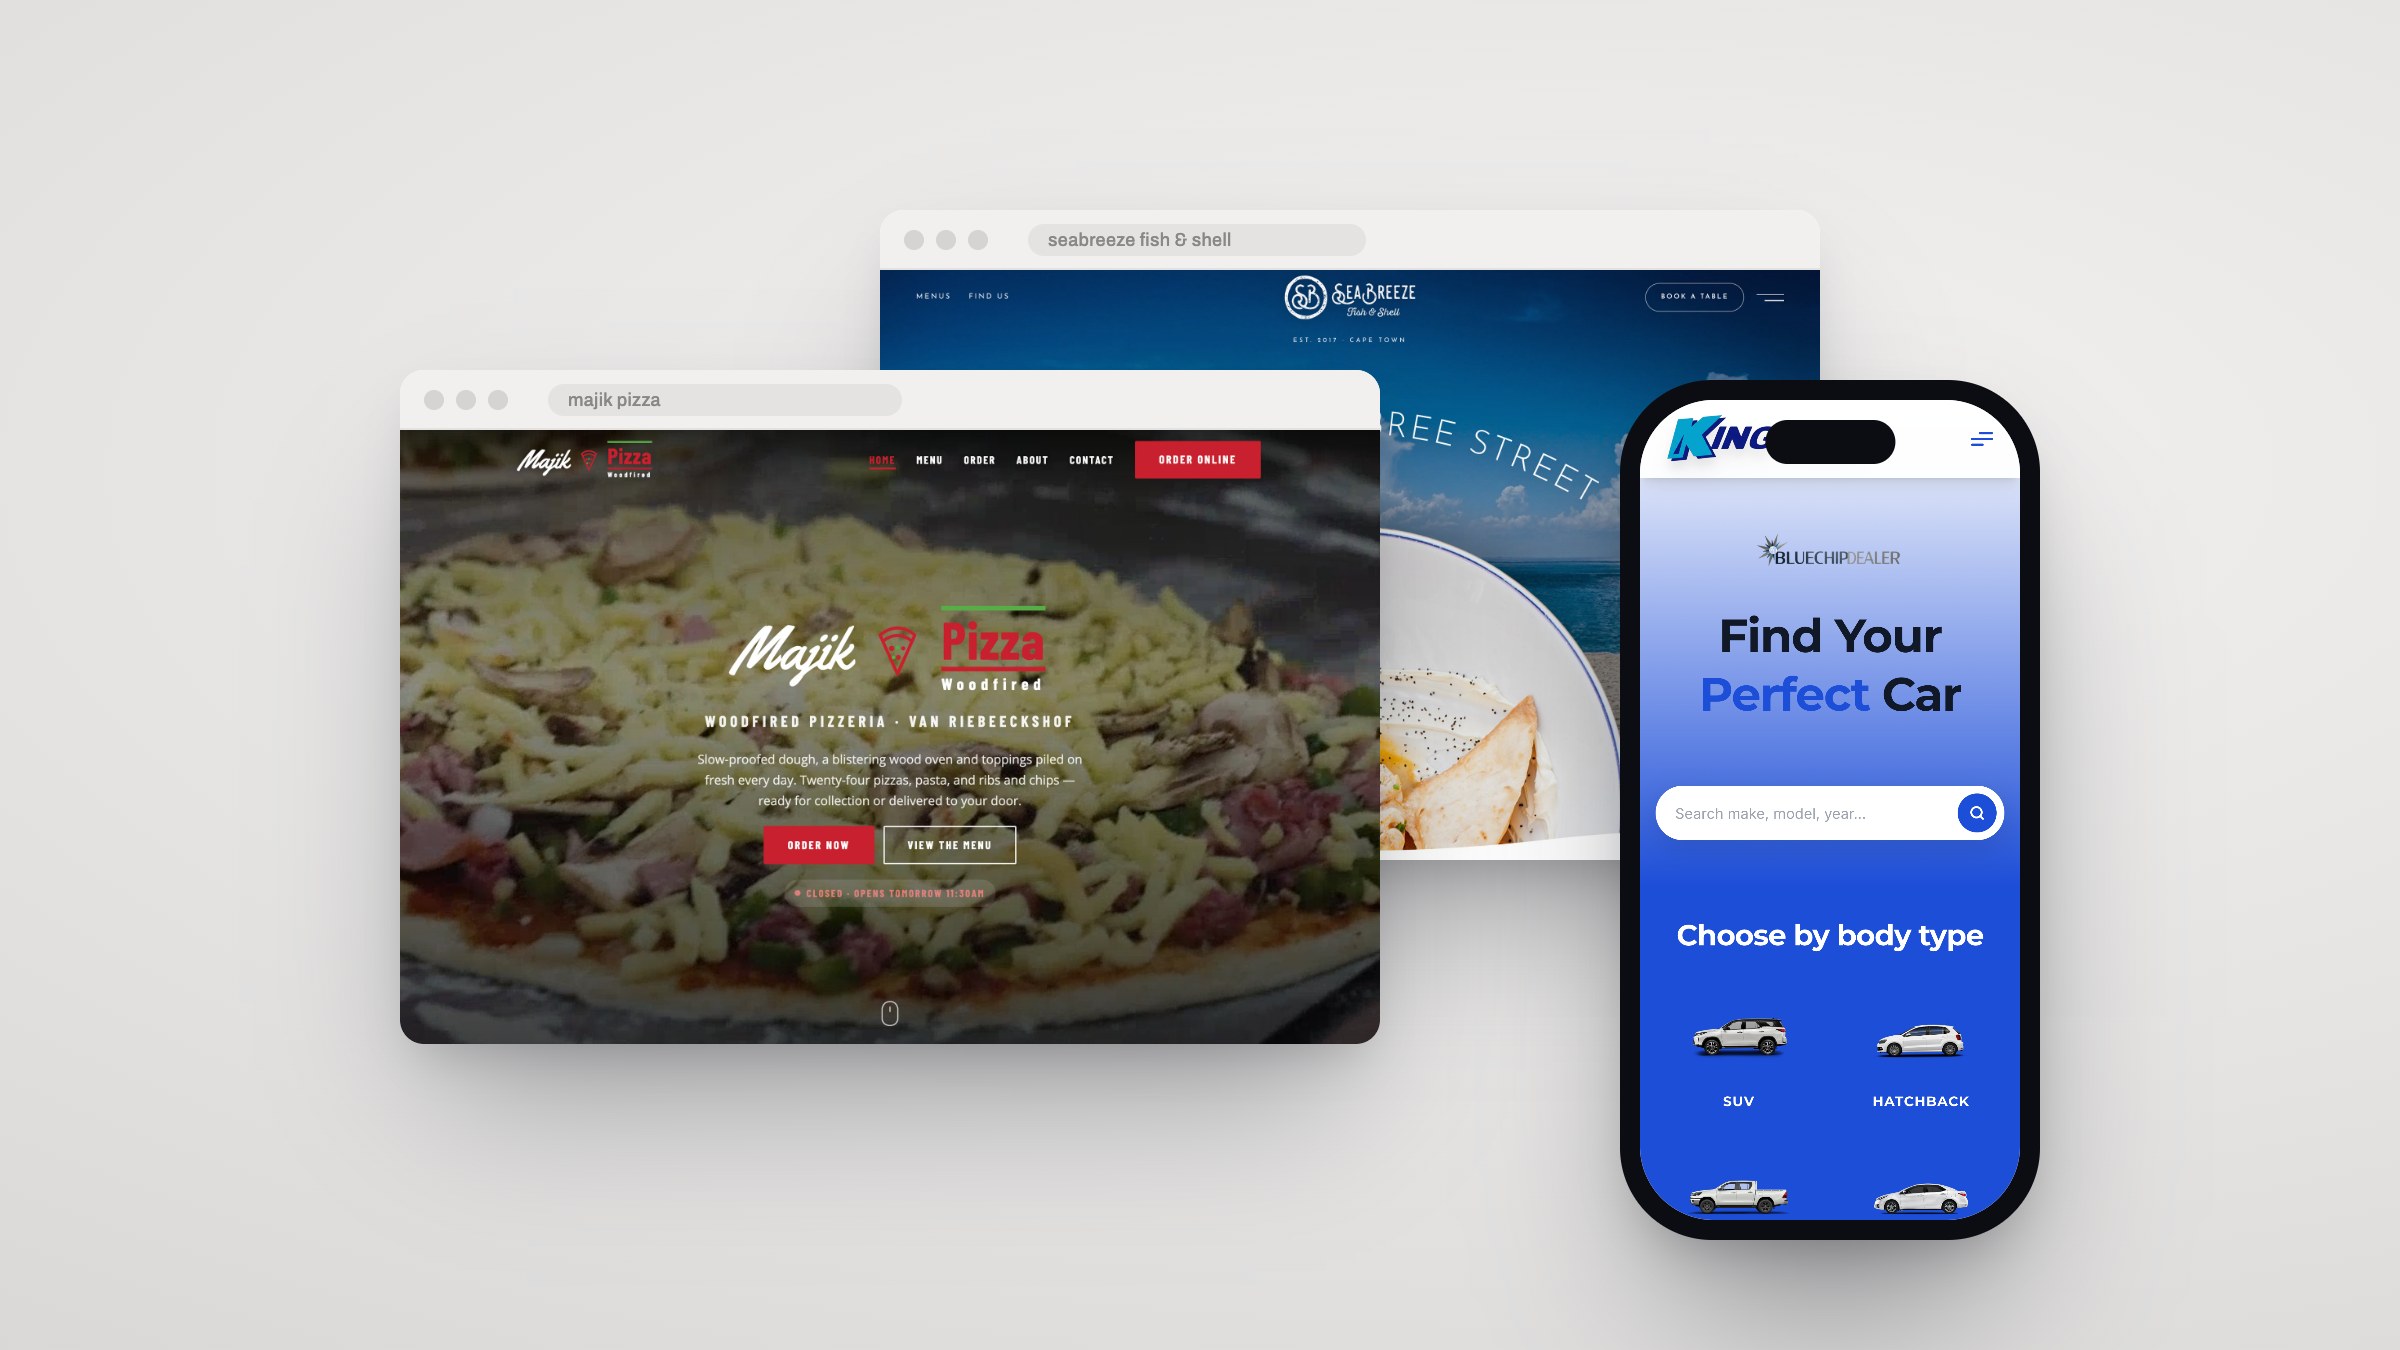 seabreeze fish & shell
MENUS FIND US
SB SEABREEZE
Fish & Shell
BOOK A TABLE
EST. 2017 · CAPE TOWN
REE STREET
majik pizza
Majik Pizza
Woodfired
HOME MENU ORDER ABOUT CONTACT ORDER ONLINE
Majik Pizza
Woodfired
WOODFIRED PIZZERIA · VAN RIEBEECKSHOF
Slow-proofed dough, a blistering wood oven and toppings piled on
fresh every day. Twenty-four pizzas, pasta, and ribs and chips —
ready for collection or delivered to your door.
ORDER NOW VIEW THE MENU
CLOSED · OPENS TOMORROW 11:30AM
KING
BLUECHIPDEALER
Find Your
Perfect Car
Search make, model, year...
Choose by body type
SUV HATCHBACK